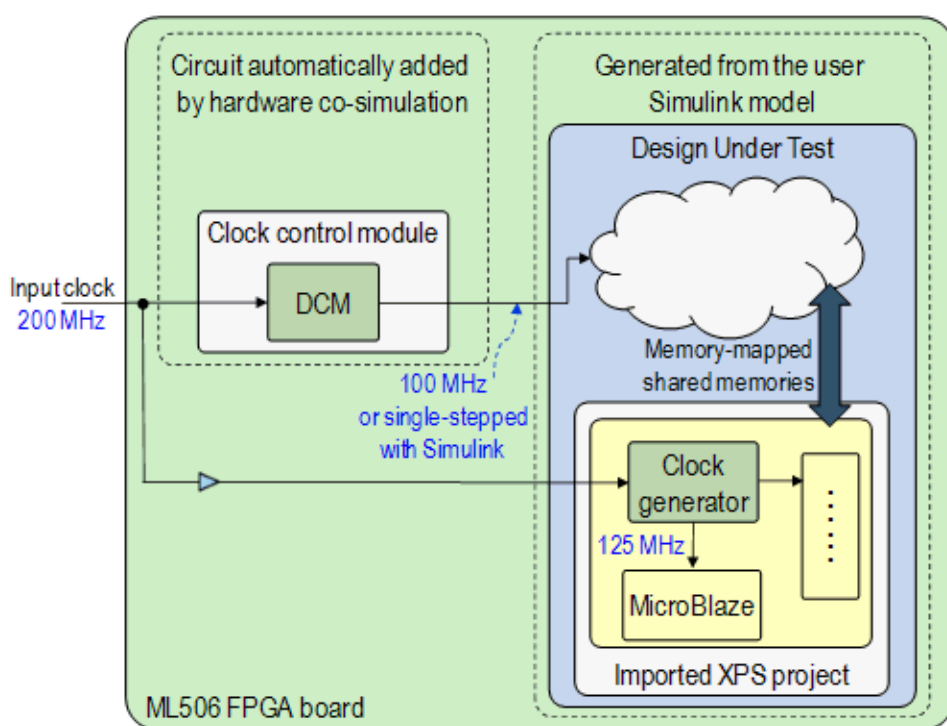 Circuit automatically added
by hardware co-simulation
Generated from the user
Simulink model
Design Under Test
Clock control module
DCM
Input clock
200 MHz
100 MHz
or single-stepped
with Simulink
Memory-mapped
shared memories
Clock
generator
125 MHz
MicroBlaze
Imported XPS project
ML506 FPGA board